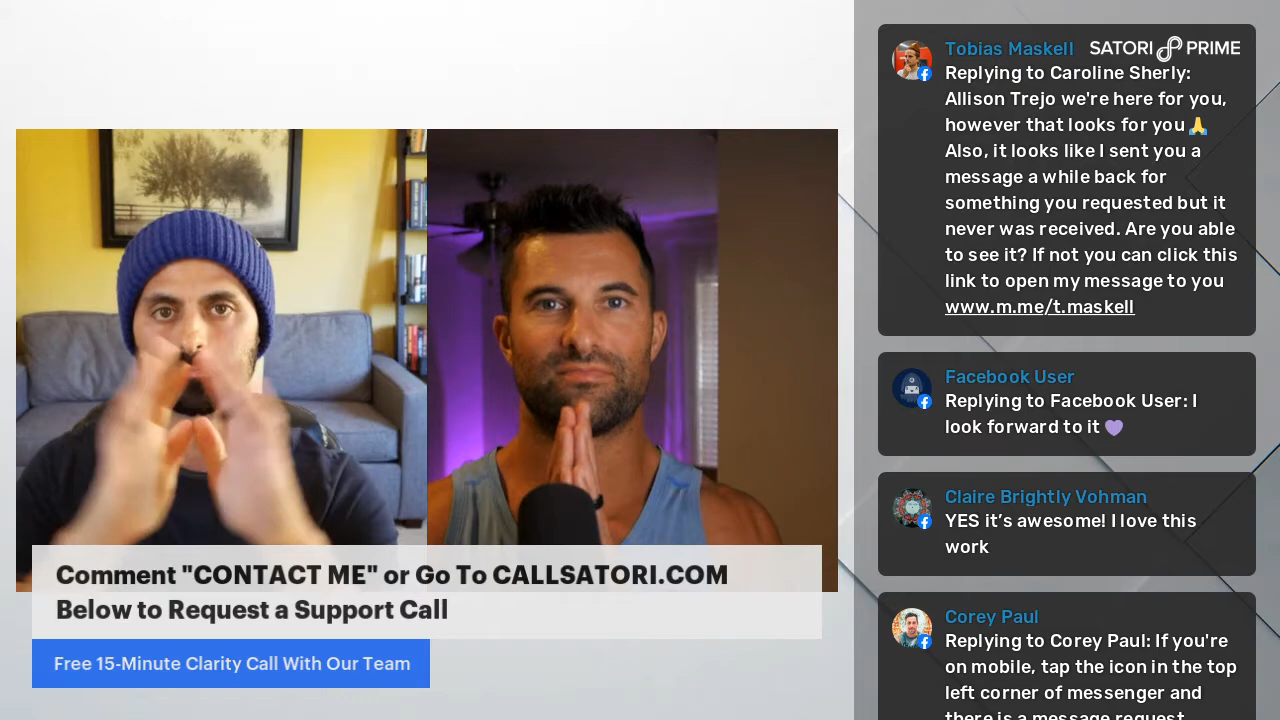 Comment "CONTACT ME" or Go To CALLSATORI.COM
Below to Request a Support Call
Free 15-Minute Clarity Call With Our Team
SATORI PRIME
Tobias Maskell
Replying to Caroline Sherly:
Allison Trejo we're here for you,
however that looks for you🙏
Also, it looks like I sent you a
message a while back for
something you requested but it
never was received. Are you able
to see it? If not you can click this
link to open my message to you
www.m.me/t.maskell
Facebook User
Replying to Facebook User: I
look forward to it 💜
Claire Brightly Vohman
YES it’s awesome! I love this
work
Corey Paul
Replying to Corey Paul: If you're
on mobile, tap the icon in the top
left corner of messenger and
there is a message request